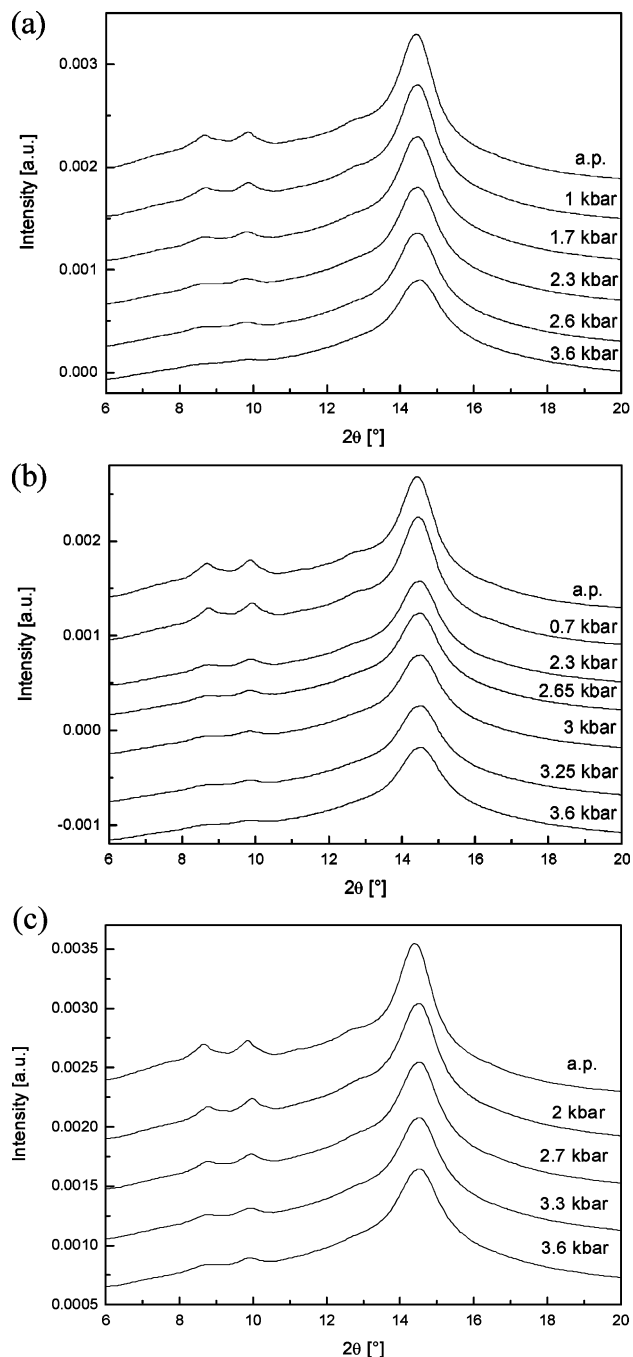 (a)
Intensity [a.u.]
0.003
0.002
0.001
0.000
a.p.
1 kbar
1.7 kbar
2.3 kbar
2.6 kbar
3.6 kbar
6 8 10 12 14 16 18 20
2θ [°]
(b)
Intensity [a.u.]
0.002
0.001
0.000
-0.001
a.p.
0.7 kbar
2.3 kbar
2.65 kbar
3 kbar
3.25 kbar
3.6 kbar
6 8 10 12 14 16 18 20
2θ [°]
(c)
Intensity [a.u.]
0.0035
0.0030
0.0025
0.0020
0.0015
0.0010
0.0005
a.p.
2 kbar
2.7 kbar
3.3 kbar
3.6 kbar
6 8 10 12 14 16 18 20
2θ [°]